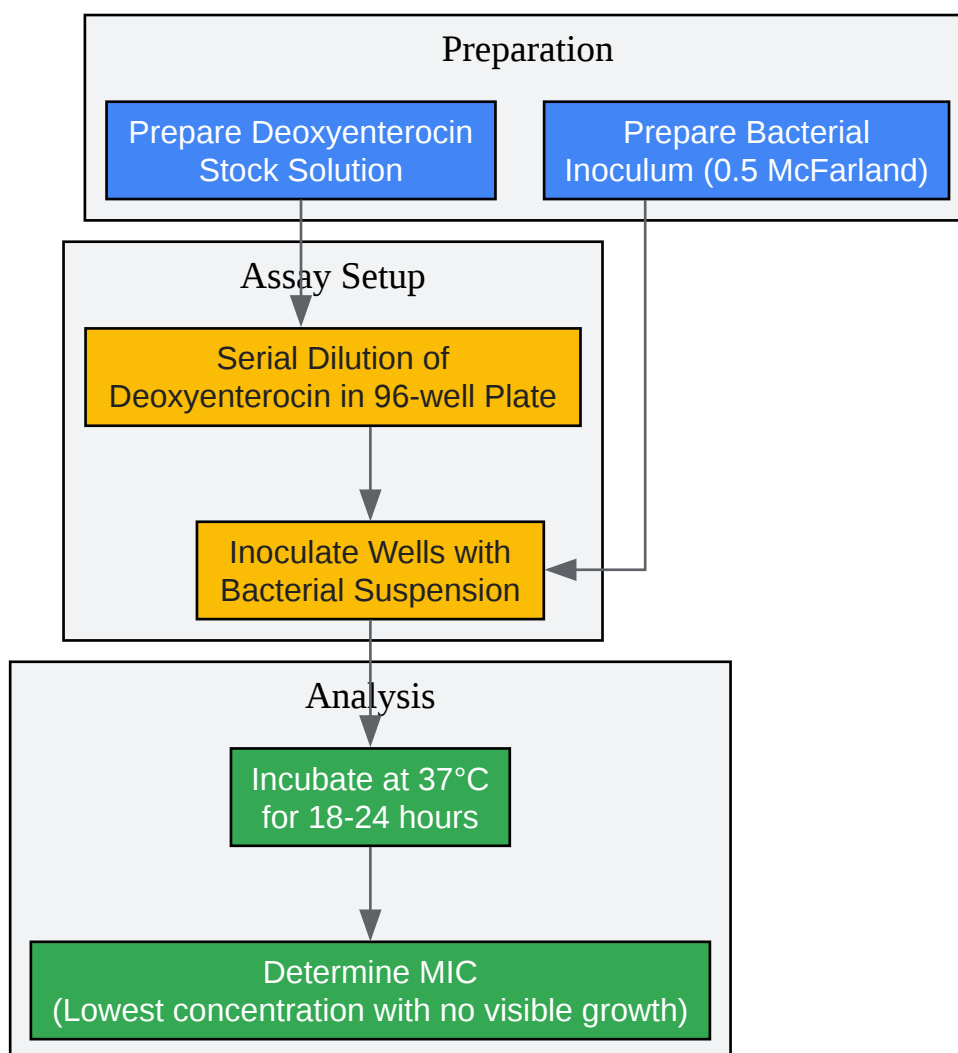 Preparation
Prepare Deoxyenterocin
Stock Solution
Prepare Bacterial
Inoculum (0.5 McFarland)
Assay Setup
Serial Dilution of
Deoxyenterocin in 96-well Plate
Inoculate Wells with
Bacterial Suspension
Analysis
Incubate at 37°C
for 18-24 hours
Determine MIC
(Lowest concentration with no visible growth)